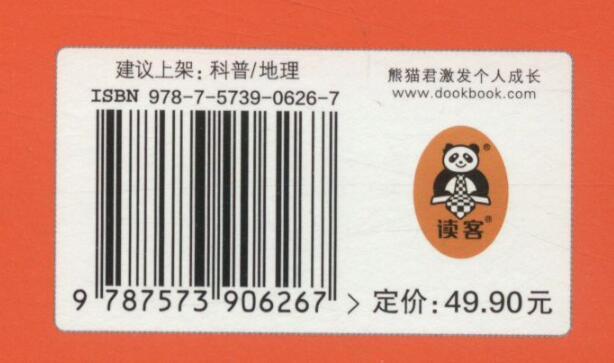 建议上架：科普/地理
ISBN 978-7-5739-0626-7
9 787573 906267 >
熊猫君激发个人成长
www.dookbook.com
读客®
定价：49.90元